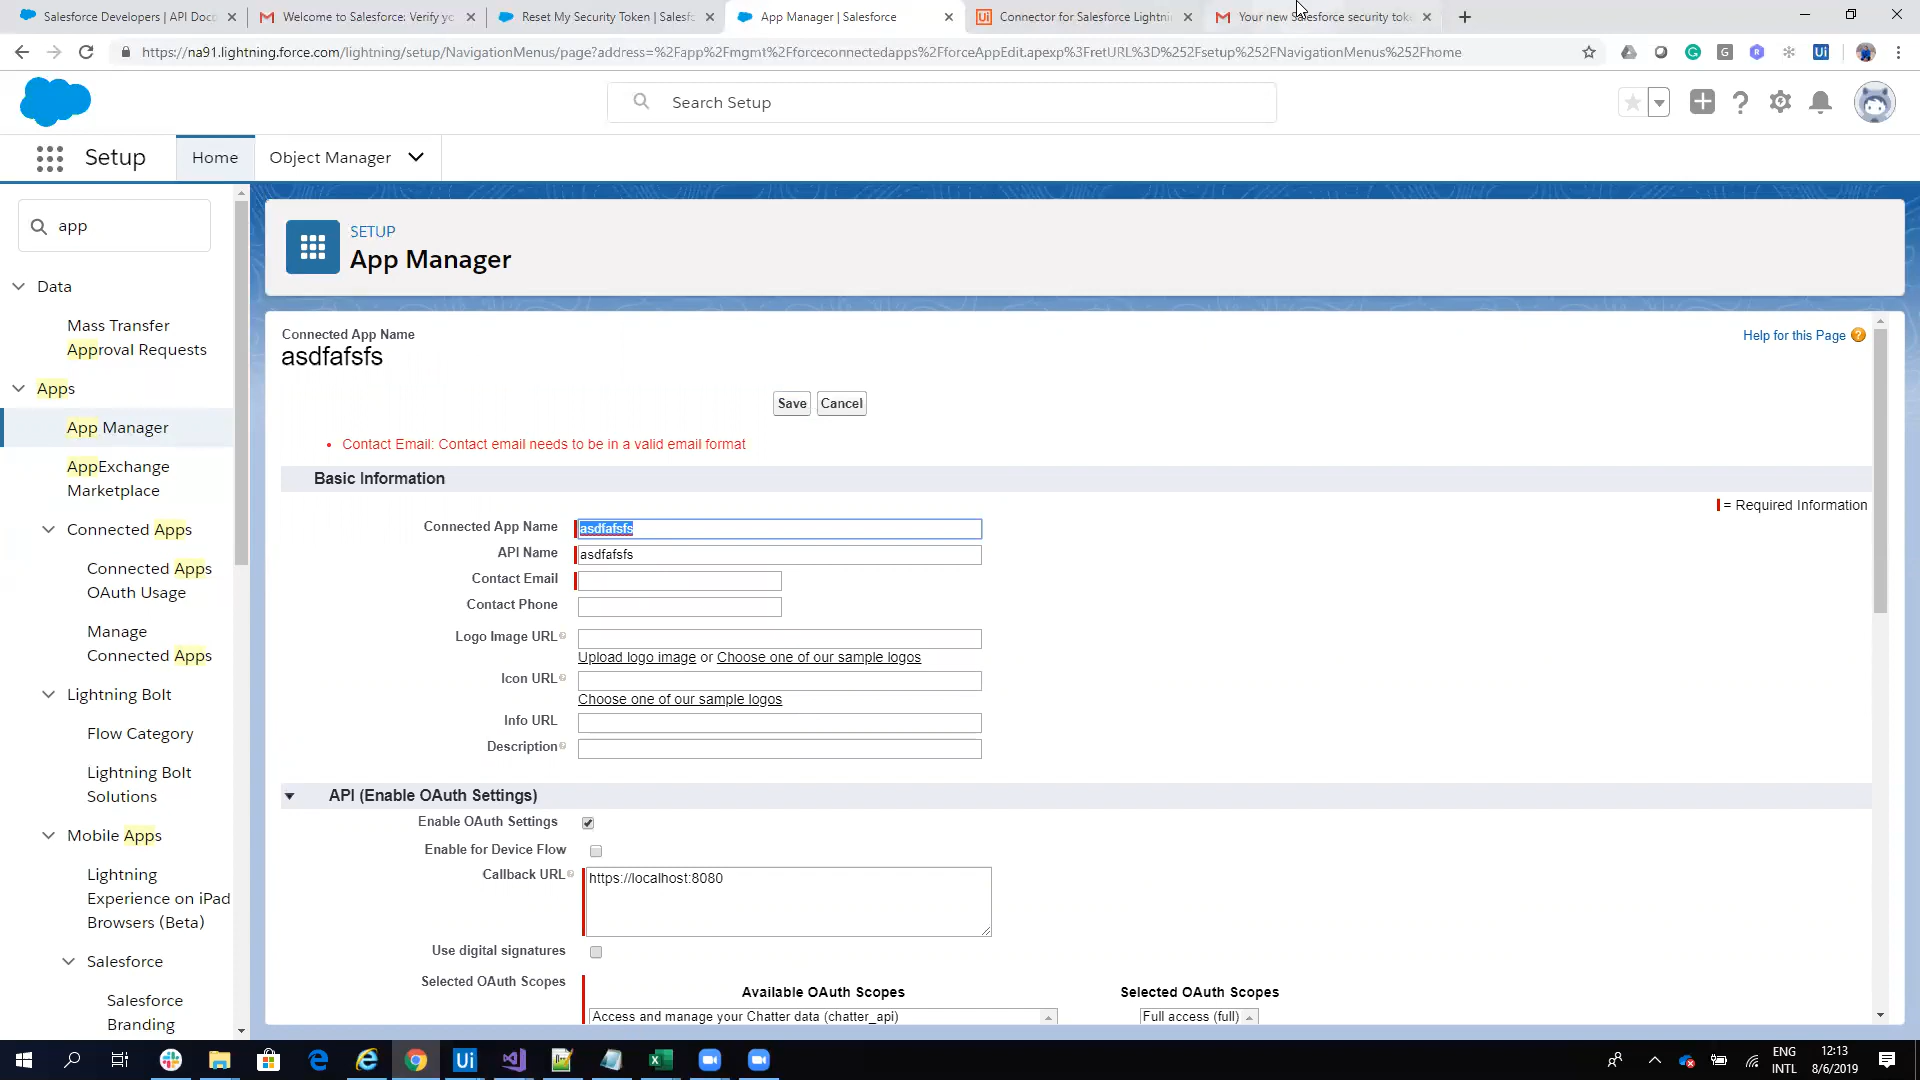 Salesforce Developers | API Doc
Welcome to Salesforce: Verify yo
Reset My Security Token | Salesf
App Manager | Salesforce
Connector for Salesforce Lightni
Your new Salesforce security tok
https://na91.lightning.force.com/lightning/setup/NavigationMenus/page?address=%2Fapp%2Fmgmt%2Fforceconnectedapps%2FforceAppEdit.apexp%3FretURL%3D%252Fsetup%252FNavigationMenus%252Fhome
Search Setup
Setup
Home
Object Manager
app
Data
Mass Transfer
Approval Requests
Apps
App Manager
AppExchange
Marketplace
Connected Apps
Connected Apps
OAuth Usage
Manage
Connected Apps
Lightning Bolt
Flow Category
Lightning Bolt
Solutions
Mobile Apps
Lightning
Experience on iPad
Browsers (Beta)
Salesforce
Salesforce
Branding
SETUP
App Manager
Connected App Name
asdfafsfs
Help for this Page
Save Cancel
• Contact Email: Contact email needs to be in a valid email format
Basic Information
= Required Information
Connected App Name asdfafsfs
API Name asdfafsfs
Contact Email
Contact Phone
Logo Image URL
Upload logo image or Choose one of our sample logos
Icon URL
Choose one of our sample logos
Info URL
Description
API (Enable OAuth Settings)
Enable OAuth Settings
Enable for Device Flow
Callback URL https://localhost:8080
Use digital signatures
Selected OAuth Scopes
Available OAuth Scopes
Selected OAuth Scopes
Access and manage your Chatter data (chatter_api)
Full access (full)
Ui
ENG
INTL
12:13
8/6/2019